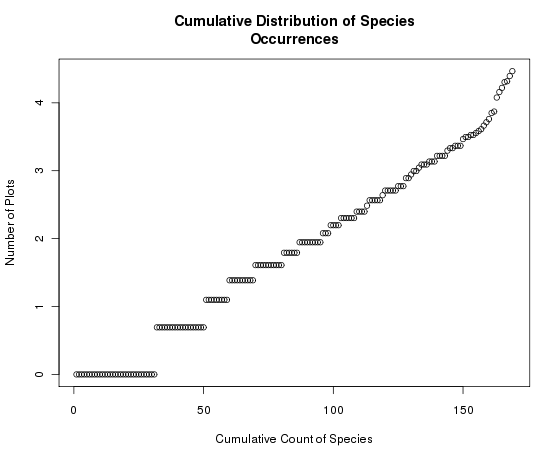 Cumulative Distribution of Species
Occurrences
Number of Plots
4
3
2
1
0
0 50 100 150
Cumulative Count of Species